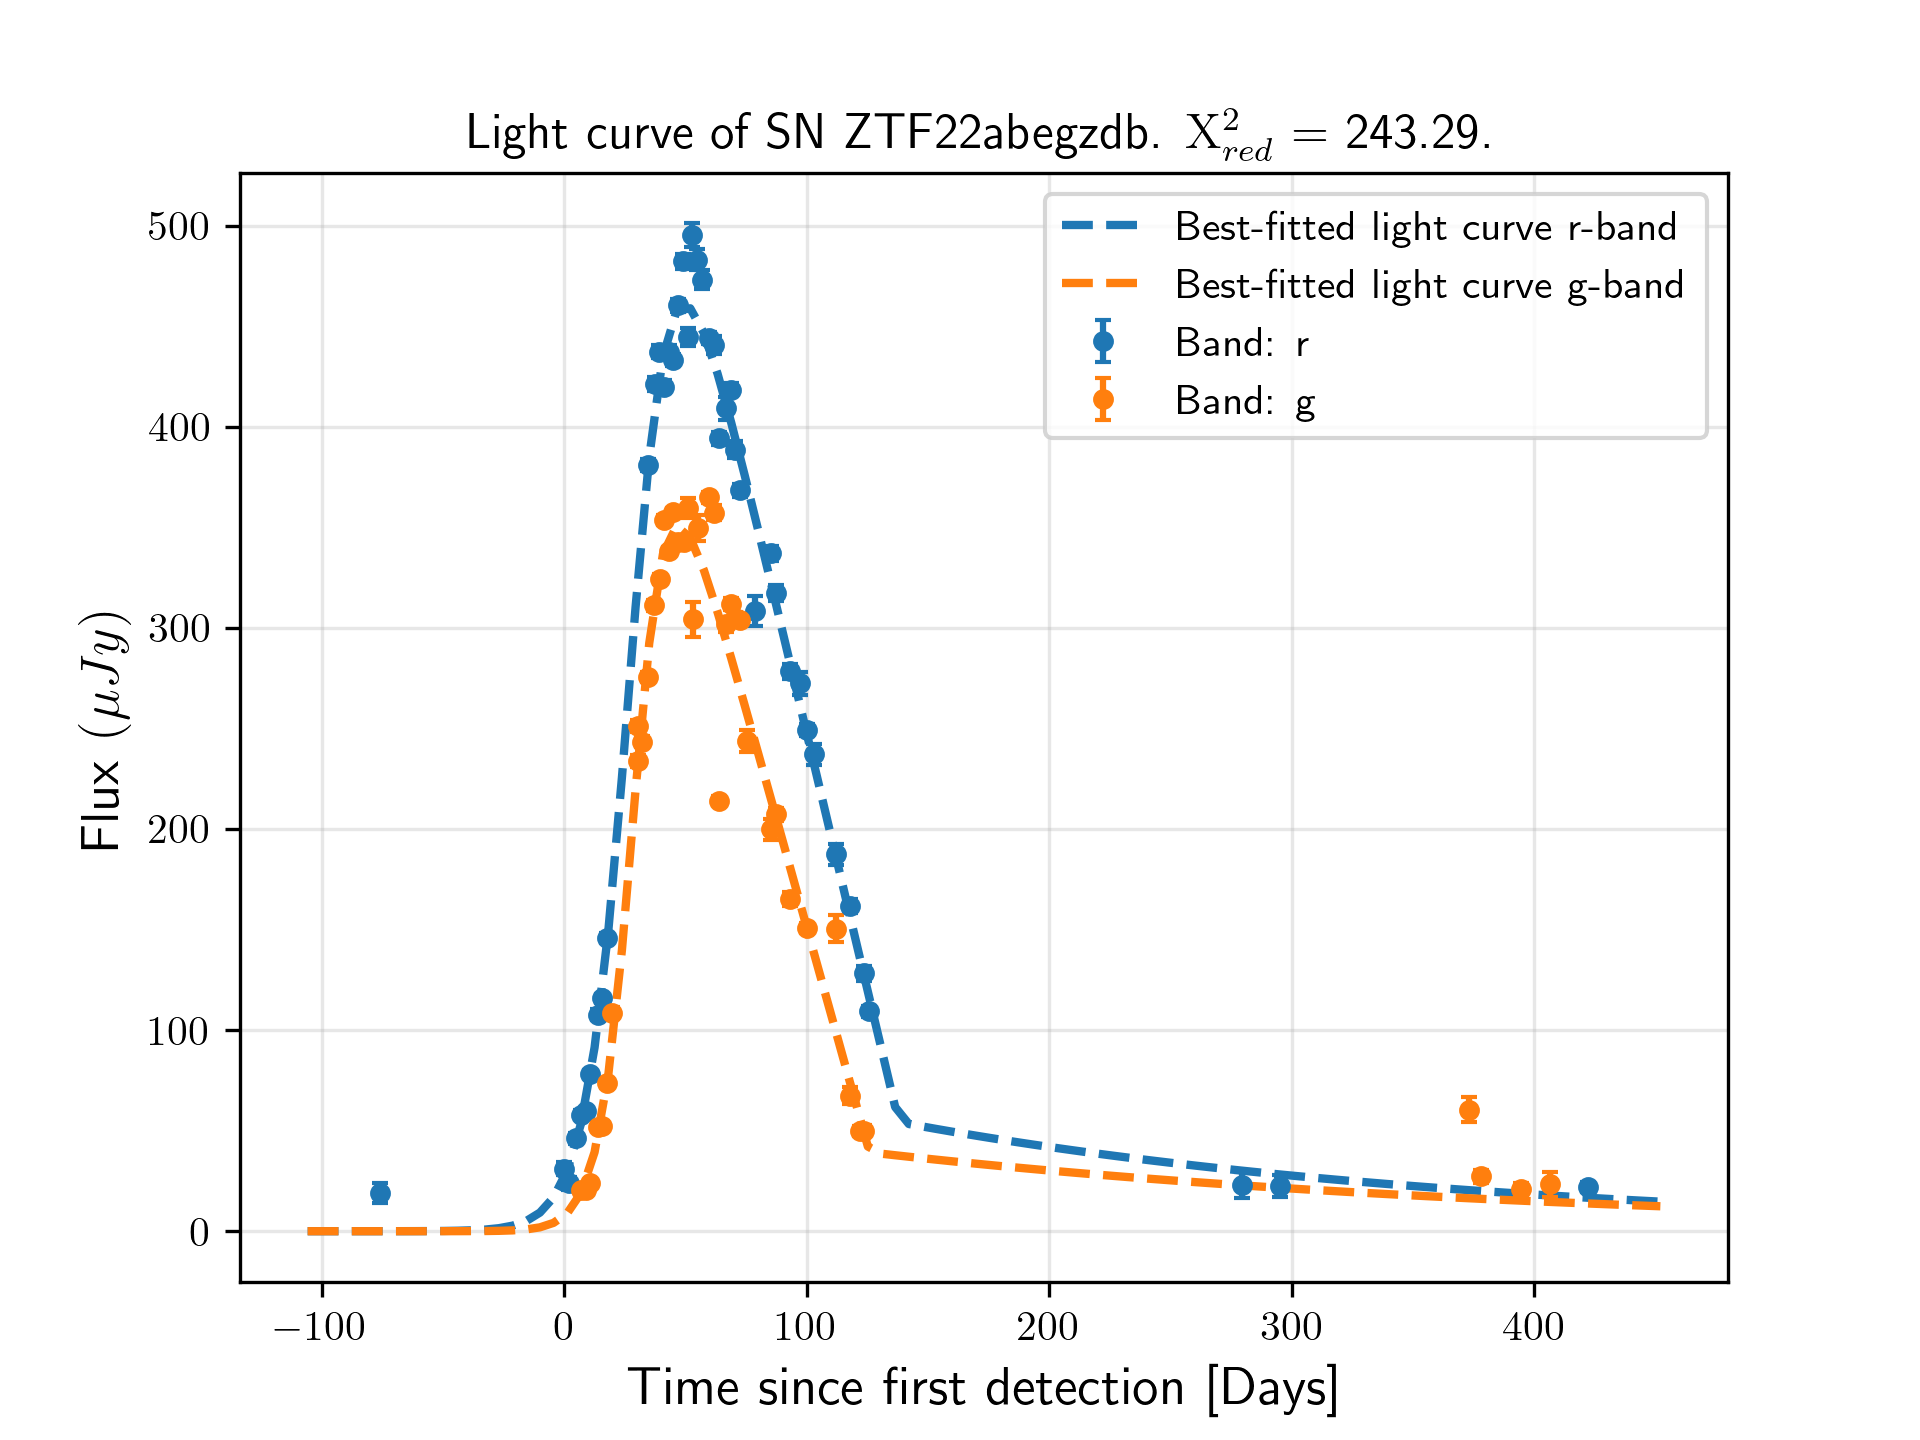 Light curve of SN ZTF22abegzdb. X²_red = 243.29.
Best-fitted light curve r-band
Best-fitted light curve g-band
Band: r
Band: g
Flux (μJy)
500
400
300
200
100
0
−100 0 100 200 300 400
Time since first detection [Days]